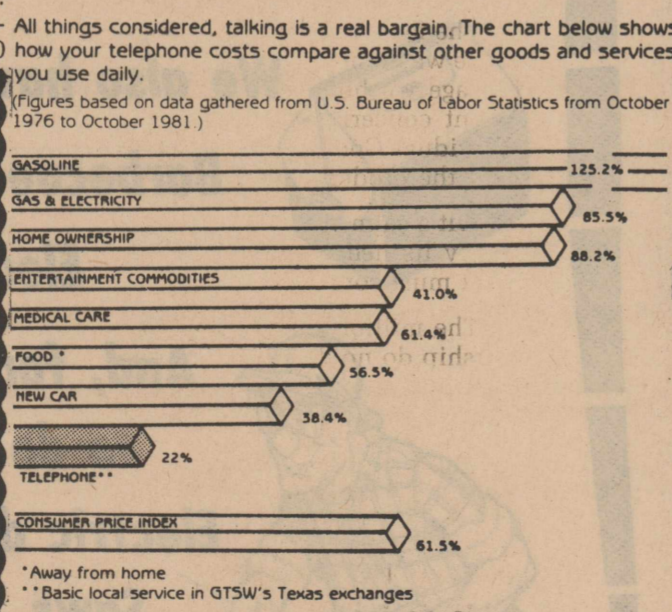 All things considered, talking is a real bargain. The chart below shows
how your telephone costs compare against other goods and services
you use daily.
(Figures based on data gathered from U.S. Bureau of Labor Statistics from October
1976 to October 1981.)
GASOLINE
125.2%
GAS & ELECTRICITY
85.5%
HOME OWNERSHIP
88.2%
ENTERTAINMENT COMMODITIES
41.0%
MEDICAL CARE
61.4%
FOOD *
56.5%
NEW CAR
38.4%
22%
TELEPHONE**
CONSUMER PRICE INDEX
61.5%
*Away from home
**Basic local service in GTSW's Texas exchanges